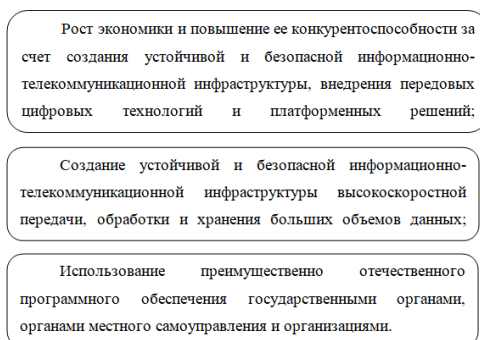 Рост экономики и повышение ее конкурентоспособности за
счет создания устойчивой и безопасной информационно-
телекоммуникационной инфраструктуры, внедрения передовых
цифровых технологий и платформенных решений;
Создание устойчивой и безопасной информационно-
телекоммуникационной инфраструктуры высокоскоростной
передачи, обработки и хранения больших объемов данных;
Использование преимущественно отечественного
программного обеспечения государственными органами,
органами местного самоуправления и организациями.